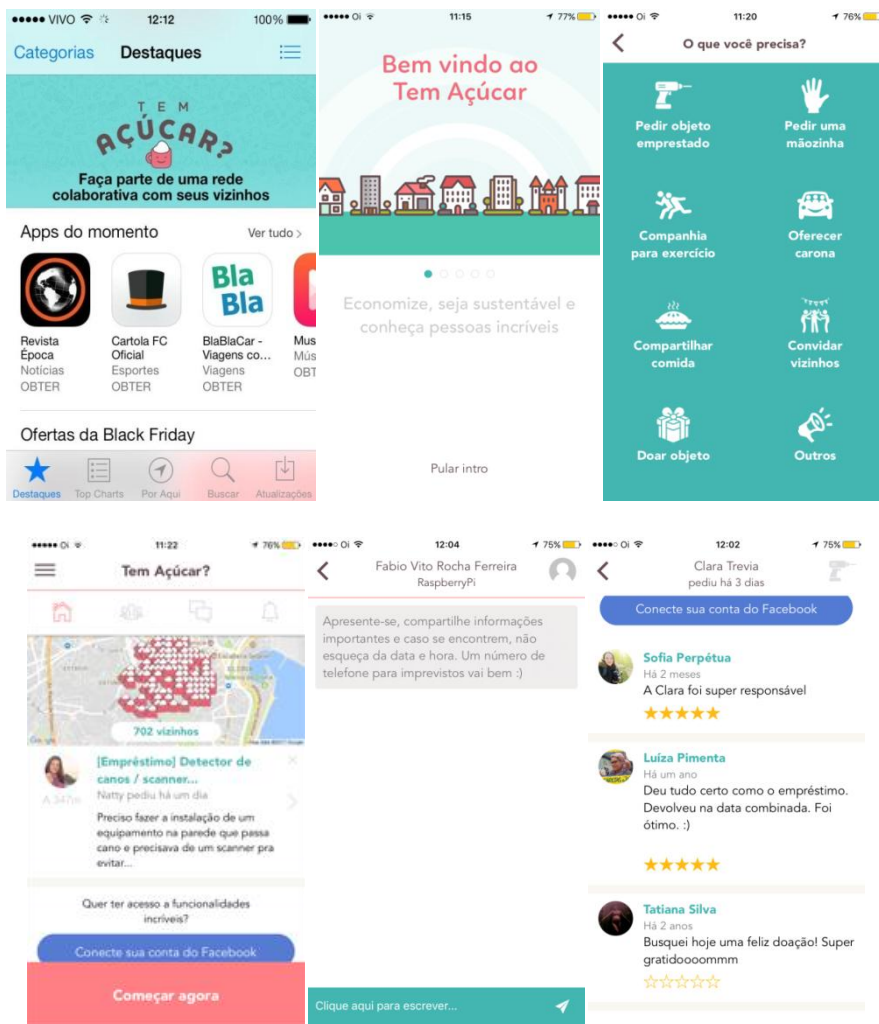 VIVO 12:12 100%
Categorias Destaques
TEM
AÇÚCAR?
Faça parte de uma rede
colaborativa com seus vizinhos
Apps do momento Ver tudo >
Bla
Bla
Revista
Época
Notícias
OBTER
Cartola FC
Oficial
Esportes
OBTER
BlaBlaCar -
Viagens co...
Viagens
OBTER
Mus
Mús
OBT
Ofertas da Black Friday
Destaques Top Charts Por Aqui Buscar Atualizações
Oi 11:15 77%
Bem vindo ao
Tem Açúcar
Economize, seja sustentável e
conheça pessoas incríveis
Pular intro
Oi 11:20 76%
O que você precisa?
Pedir objeto
emprestado
Pedir uma
mãozinha
Companhia
para exercício
Oferecer
carona
Compartilhar
comida
Convidar
vizinhos
Doar objeto
Outros
Oi 11:22 76%
Tem Açúcar?
702 vizinhos
[Empréstimo] Detector de
canos / scanner...
Natty pediu há um dia
A 347m
Preciso fazer a instalação de um
equipamento na parede que passa
cano e precisava de um scanner pra
evitar...
Quer ter acesso a funcionalidades
incríveis?
Conecte sua conta do Facebook
Começar agora
Oi 12:04 75%
Fabio Vito Rocha Ferreira
RaspberryPi
Apresente-se, compartilhe informações
importantes e caso se encontrem, não
esqueça da data e hora. Um número de
telefone para imprevistos vai bem :)
Clique aqui para escrever...
Oi 12:02 75%
Clara Trevia
pediu há 3 dias
Conecte sua conta do Facebook
Sofia Perpétua
Há 2 meses
A Clara foi super responsável
Luíza Pimenta
Há um ano
Deu tudo certo como o empréstimo.
Devolveu na data combinada. Foi
ótimo. :)
Tatiana Silva
Há 2 anos
Busquei hoje uma feliz doação! Super
gratidoooommm